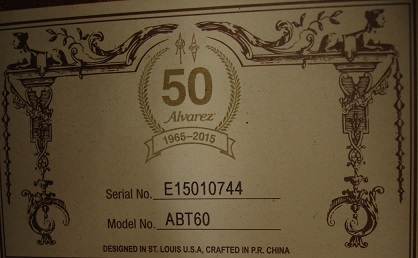 50
Alvarez
1965-2015
Serial No. E15010744
Model No. ABT60
DESIGNED IN ST. LOUIS U.S.A, CRAFTED IN P.R. CHINA